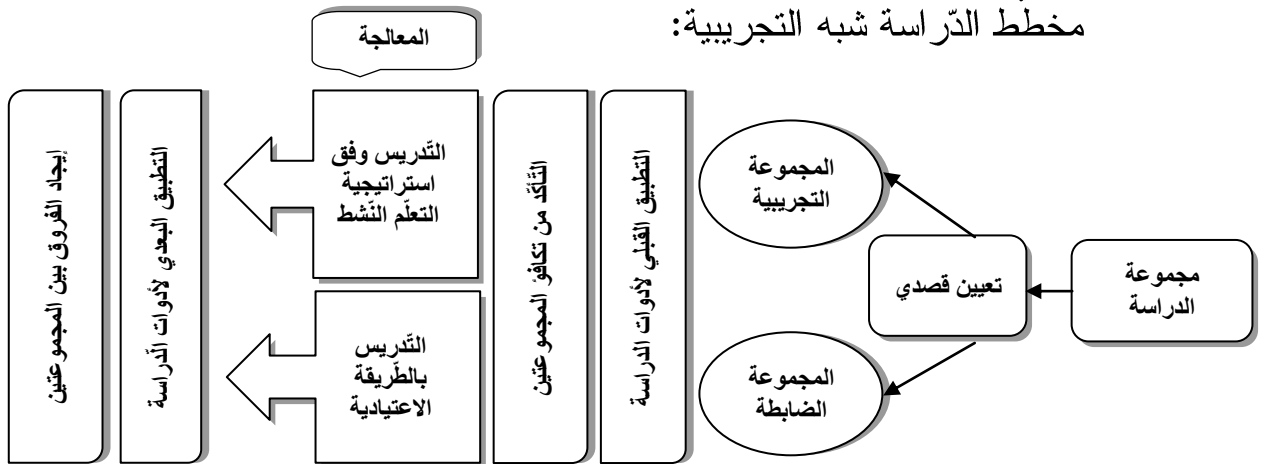 مخطّط الدّراسة شبه التجريبية:
مجموعة
الدراسة
تعيين قصدي
المجموعة
التجريبية
المجموعة
الضابطة
التطبيق القبلي لأدوات الدراسة
التّأكّد من تكافؤ المجموعتين
المعالجة
التّدريس وفق
استراتيجية
التعلّم النّشط
التّدريس
بالطّريقة
الاعتيادية
التطبيق البعدي لأدوات الدّراسة
إيجاد الفروق بين المجموعتين